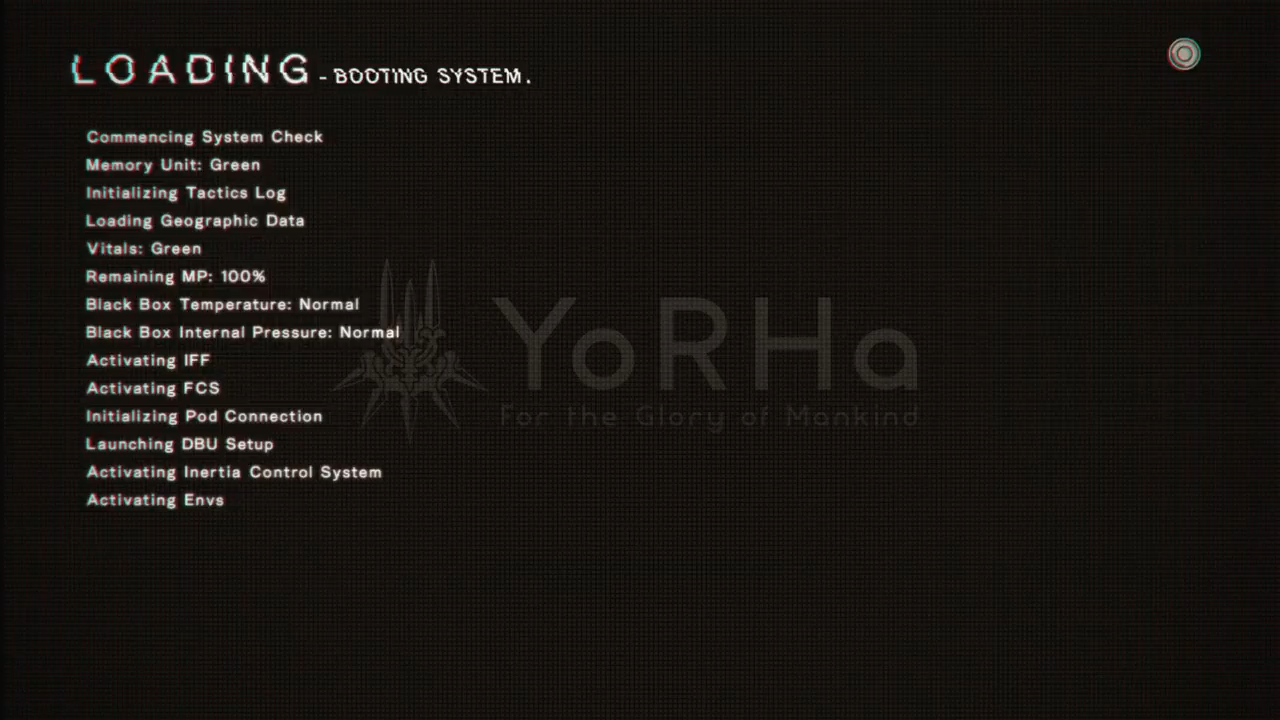 LOADING - BOOTING SYSTEM.
Commencing System Check
Memory Unit: Green
Initializing Tactics Log
Loading Geographic Data
Vitals: Green
Remaining MP: 100%
Black Box Temperature: Normal
Black Box Internal Pressure: Normal
Activating IFF
Activating FCS
Initializing Pod Connection
Launching DBU Setup
Activating Inertia Control System
Activating Envs
YoRHa
For the Glory of Mankind